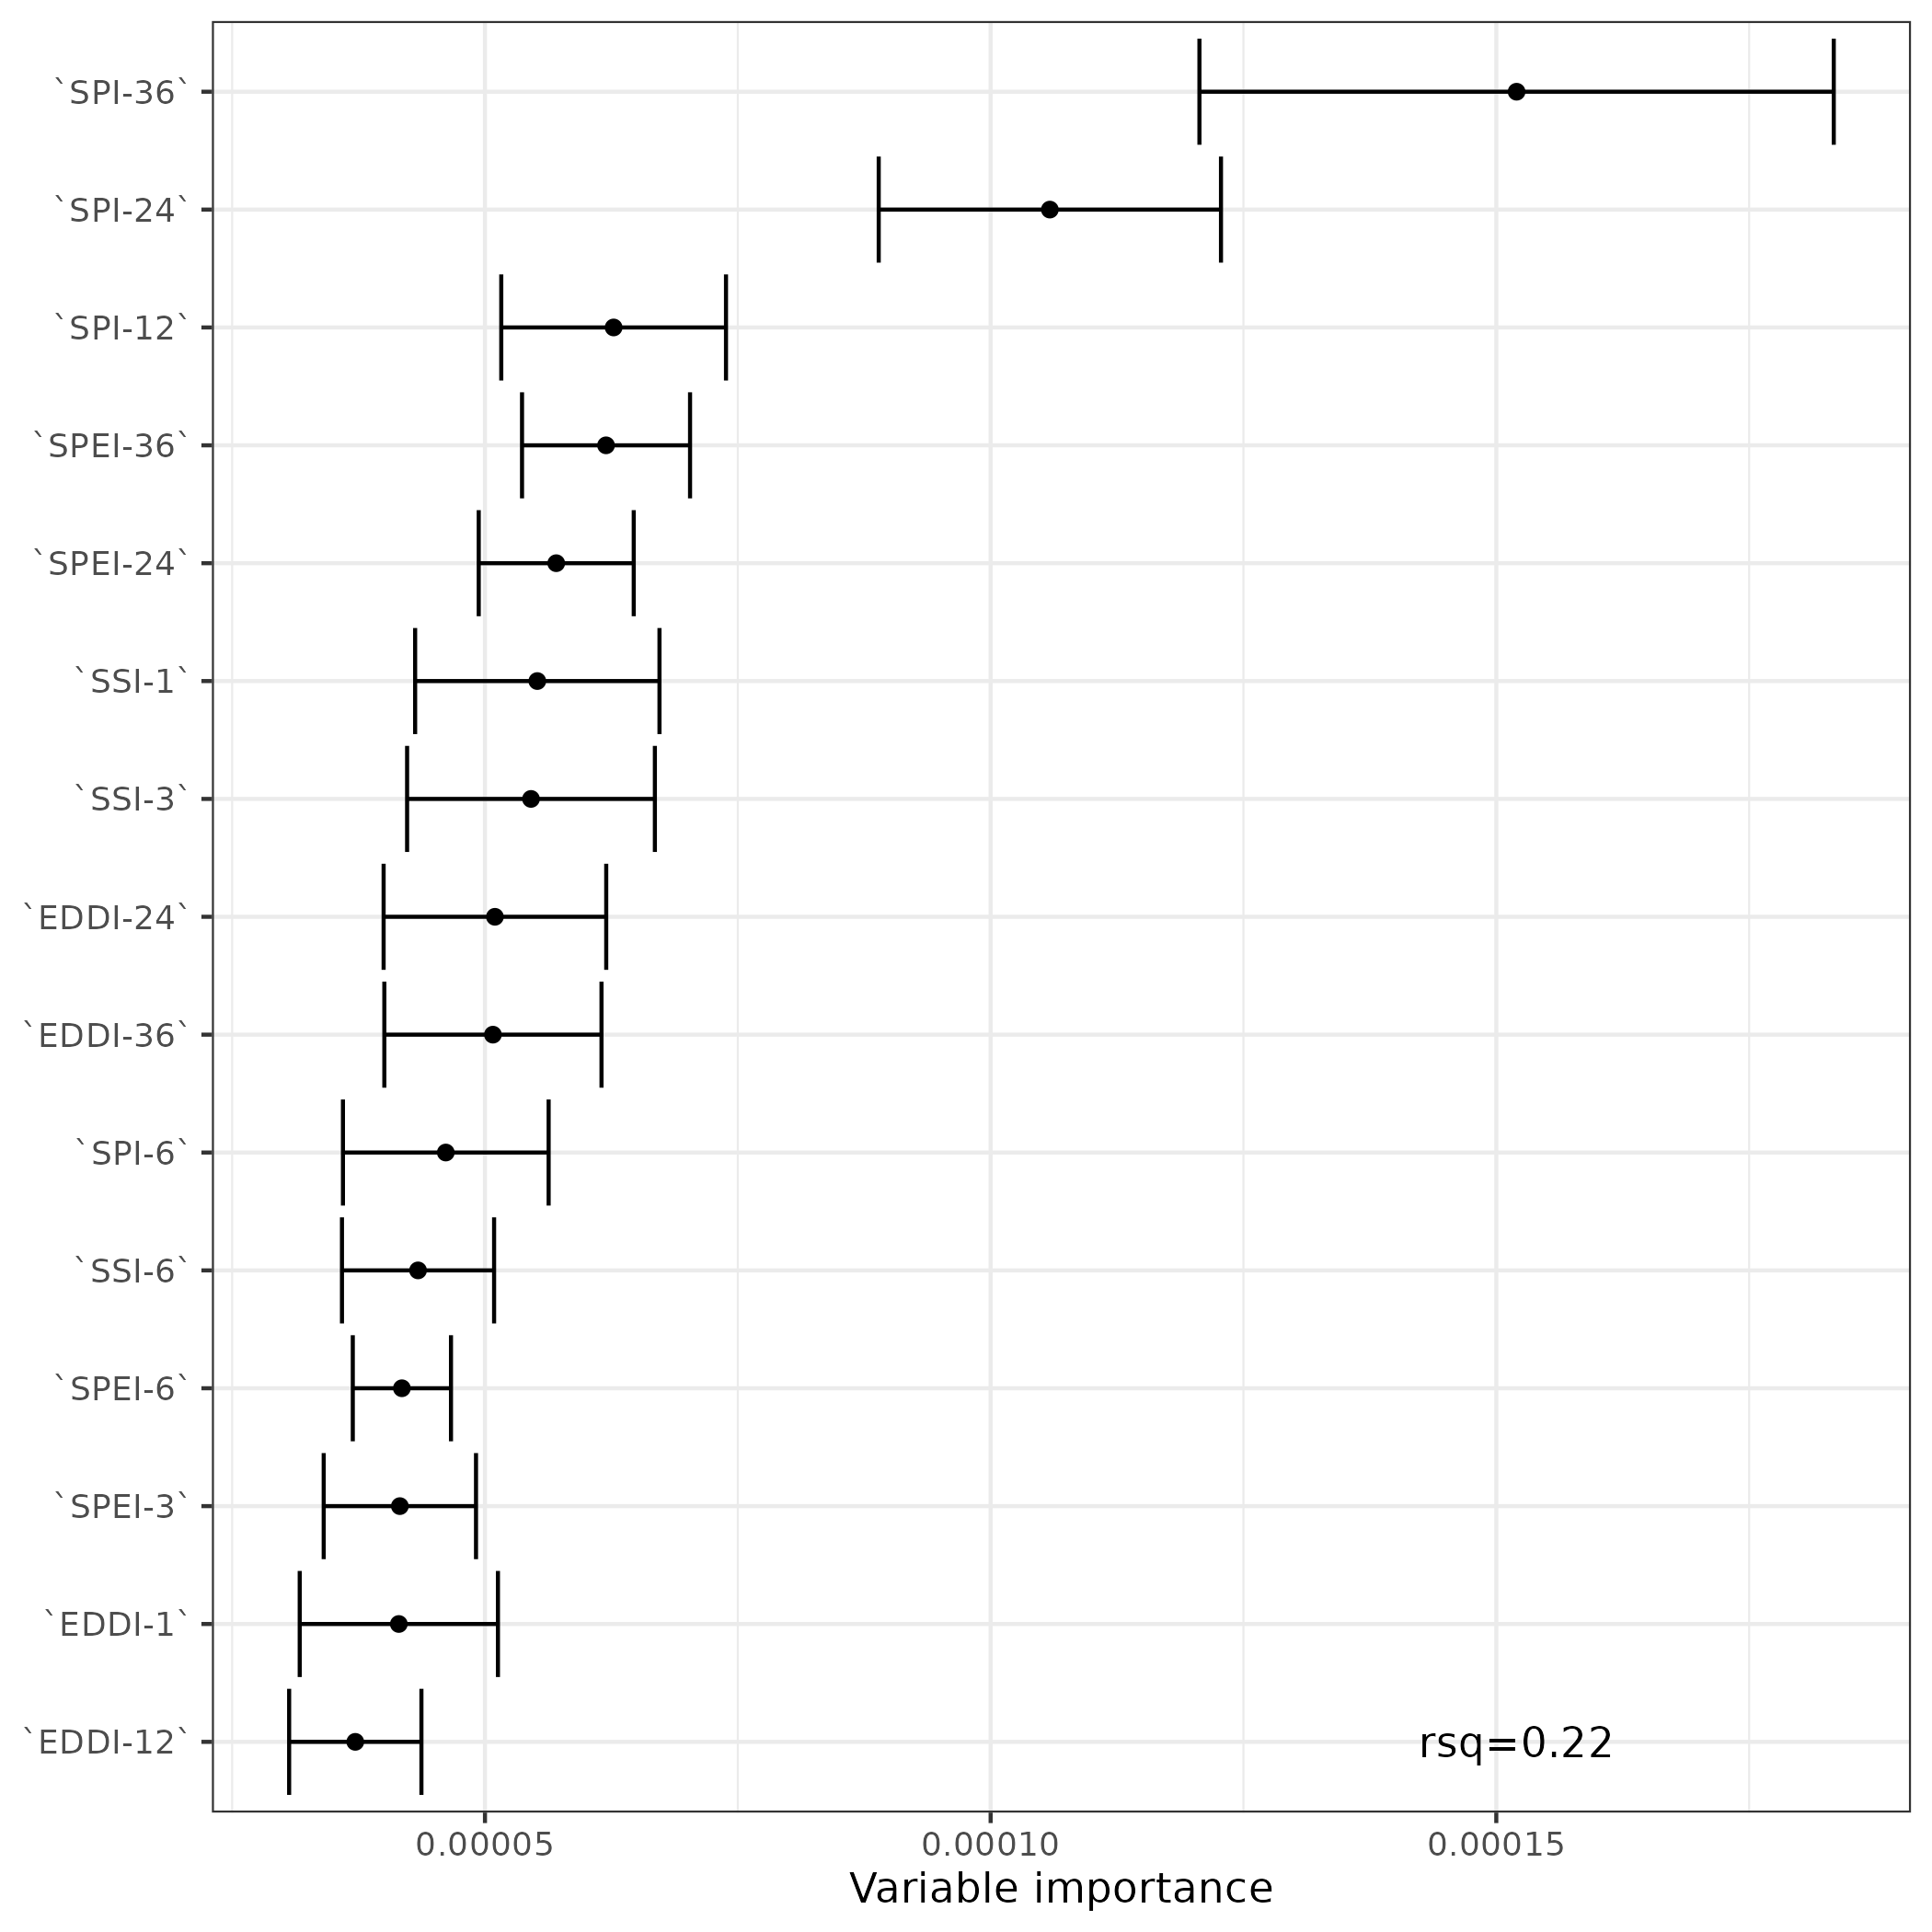 `SPI-36`
`SPI-24`
`SPI-12`
`SPEI-36`
`SPEI-24`
`SSI-1`
`SSI-3`
`EDDI-24`
`EDDI-36`
`SPI-6`
`SSI-6`
`SPEI-6`
`SPEI-3`
`EDDI-1`
`EDDI-12`
rsq=0.22
0.00005 0.00010 0.00015
Variable importance